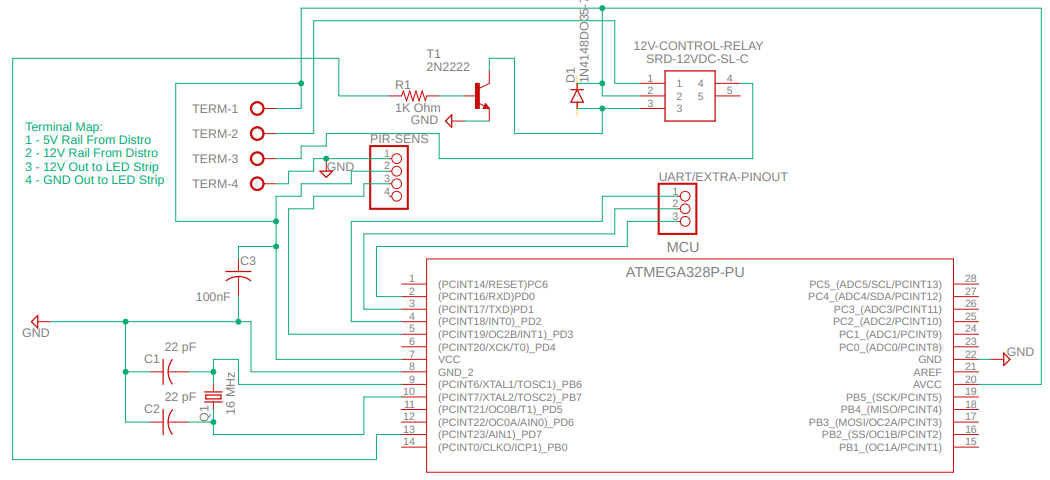 1N4148DO35-7
D1
12V-CONTROL-RELAY
SRD-12VDC-SL-C
1 1 4 4
2 2 5 5
3 3
T1
2N2222
R1
1K Ohm
GND
TERM-1
TERM-2
TERM-3
TERM-4
Terminal Map:
1 - 5V Rail From Distro
2 - 12V Rail From Distro
3 - 12V Out to LED Strip
4 - GND Out to LED Strip
PIR-SENS
1
2
3
4
GND
UART/EXTRA-PINOUT
1
2
3
MCU
ATMEGA328P-PU
1 (PCINT14/RESET)PC6
2 (PCINT16/RXD)PD0
3 (PCINT17/TXD)PD1
4 (PCINT18/INT0)_PD2
5 (PCINT19/OC2B/INT1)_PD3
6 (PCINT20/XCK/T0)_PD4
7 VCC
8 GND_2
9 (PCINT6/XTAL1/TOSC1)_PB6
10 (PCINT7/XTAL2/TOSC2)_PB7
11 (PCINT21/OC0B/T1)_PD5
12 (PCINT22/OC0A/AIN0)_PD6
13 (PCINT23/AIN1)_PD7
14 (PCINT0/CLKO/ICP1)_PB0
PC5_(ADC5/SCL/PCINT13) 28
PC4_(ADC4/SDA/PCINT12) 27
PC3_(ADC3/PCINT11) 26
PC2_(ADC2/PCINT10) 25
PC1_(ADC1/PCINT9) 24
PC0_(ADC0/PCINT8) 23
GND 22
AREF 21
AVCC 20
PB5_(SCK/PCINT5) 19
PB4_(MISO/PCINT4) 18
PB3_(MOSI/OC2A/PCINT3) 17
PB2_(SS/OC1B/PCINT2) 16
PB1_(OC1A/PCINT1) 15
GND
C3
100nF
GND
22 pF
C1
22 pF
C2
Q1
16 MHz